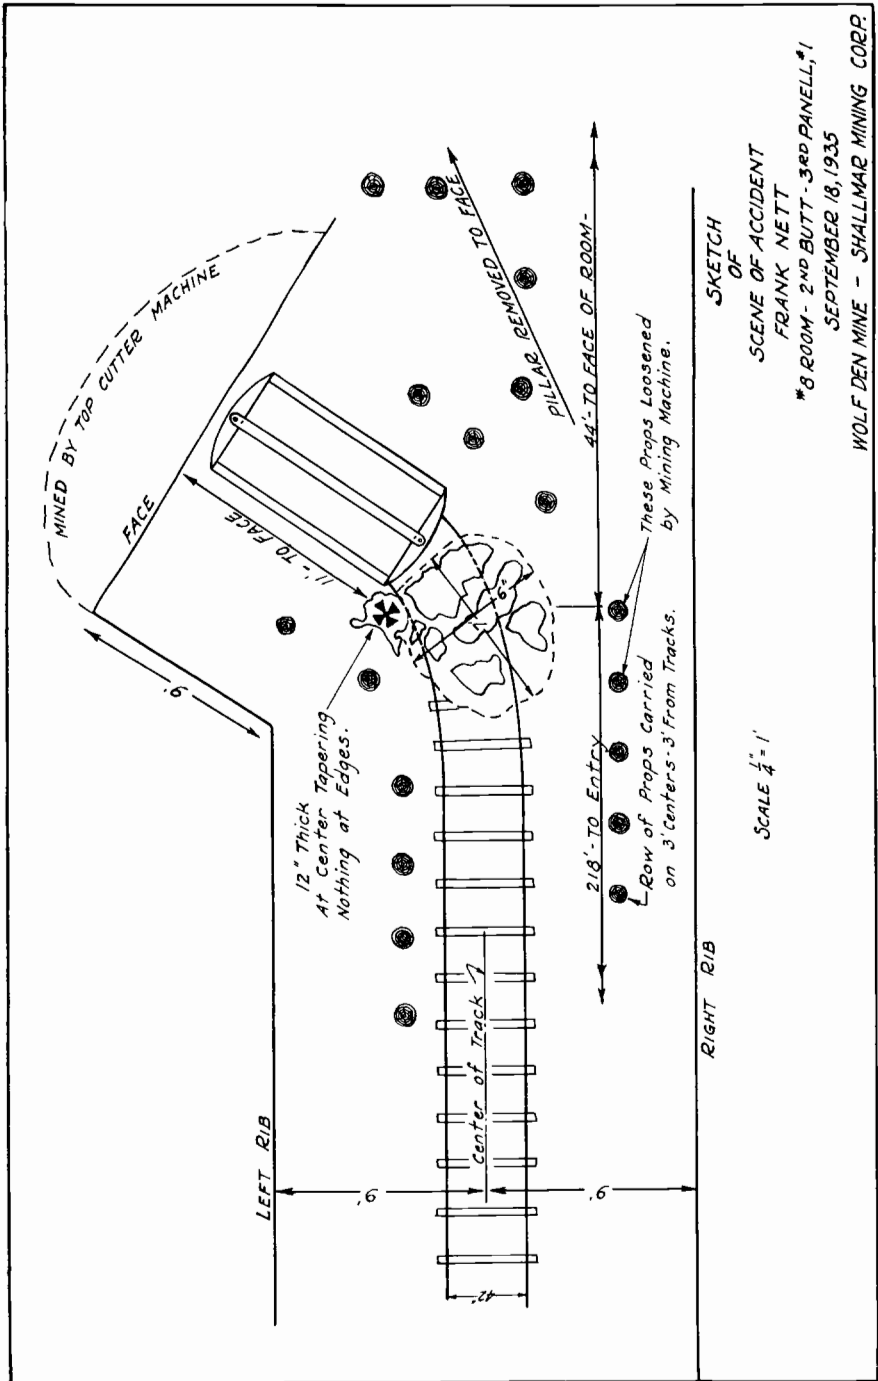 MINED BY TOP CUTTER MACHINE
FACE
11'- TO FACE
9'
PILLAR REMOVED TO FACE
44'- TO FACE OF ROOM -
12" Thick
At Center Tapering
Nothing at Edges.
6"
7'
These Props Loosened
by Mining Machine.
218'- TO Entry
Row of Props Carried
on 3' Centers - 3' From Tracks.
Center of Track
LEFT RIB
9'
9'
42"
RIGHT RIB
SCALE 1/4" = 1'
SKETCH
OF
SCENE OF ACCIDENT
FRANK NETT
#8 ROOM - 2ND BUTT - 3RD PANELL, #1
SEPTEMBER 18, 1935
WOLF DEN MINE - SHALLMAR MINING CORP.